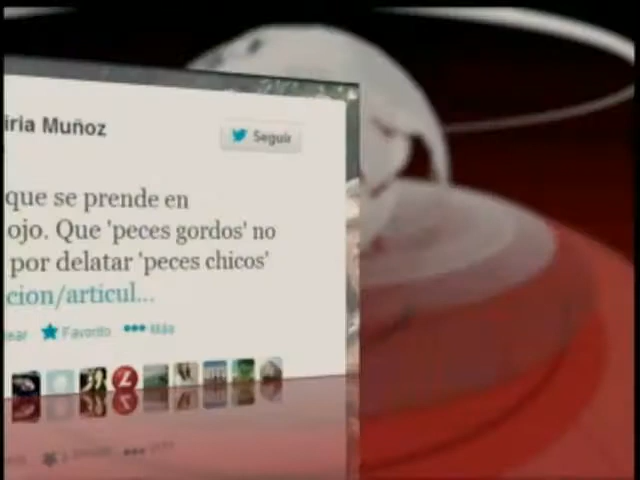 iria Muñoz
Seguir
que se prende en
ojo. Que 'peces gordos' no
por delatar 'peces chicos'
cion/articul...
ear Favorito Más